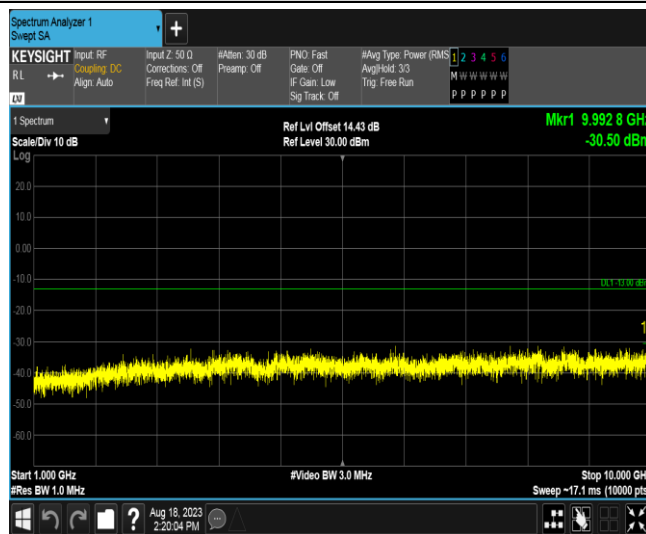 Spectrum Analyzer 1
Swept SA
+
KEYSIGHT Input: RF Input Z: 50 Ω #Atten: 30 dB PNO: Fast #Avg Type: Power (RMS 1 2 3 4 5 6
RL Coupling: DC Corrections: Off Preamp: Off Gate: Off Avg|Hold: 3/3 M W W W W W
Align: Auto Freq Ref: Int (S) IF Gain: Low Trig: Free Run
LXI Sig Track: Off P P P P P P
1 Spectrum Ref Lvl Offset 14.43 dB Mkr1 9.992 8 GHz
Scale/Div 10 dB Ref Level 30.00 dBm -30.50 dBm
Log
20.0
10.0
0.00
-10.0
DL1 -13.00 dBm
-20.0
1
-30.0
-40.0
-50.0
-60.0
Start 1.000 GHz #Video BW 3.0 MHz Stop 10.000 GHz
#Res BW 1.0 MHz Sweep ~17.1 ms (10000 pts
? Aug 18, 2023
2:20:04 PM